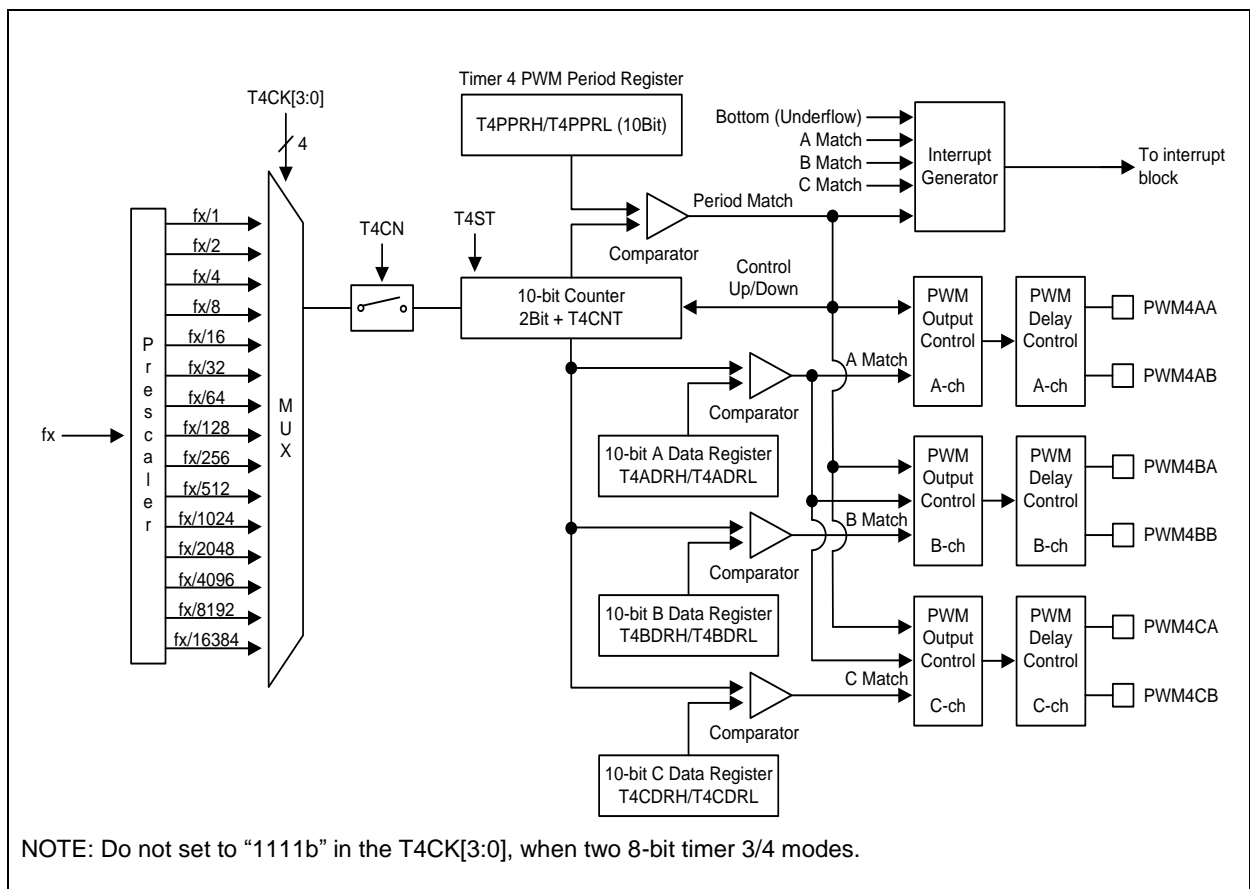 Timer 4 PWM Period Register
T4PPRH/T4PPRL (10Bit)
T4CK[3:0]
4
Bottom (Underflow)
A Match
B Match
C Match
Period Match
Interrupt
Generator
To interrupt
block
fx
Prescaler
fx/1
fx/2
fx/4
fx/8
fx/16
fx/32
fx/64
fx/128
fx/256
fx/512
fx/1024
fx/2048
fx/4096
fx/8192
fx/16384
MUX
T4CN
T4ST
Comparator
10-bit Counter
2Bit + T4CNT
Control
Up/Down
A Match
Comparator
10-bit A Data Register
T4ADRH/T4ADRL
PWM
Output
Control
A-ch
PWM
Delay
Control
A-ch
PWM4AA
PWM4AB
B Match
Comparator
10-bit B Data Register
T4BDRH/T4BDRL
PWM
Output
Control
B-ch
PWM
Delay
Control
B-ch
PWM4BA
PWM4BB
C Match
Comparator
10-bit C Data Register
T4CDRH/T4CDRL
PWM
Output
Control
C-ch
PWM
Delay
Control
C-ch
PWM4CA
PWM4CB
NOTE: Do not set to “1111b” in the T4CK[3:0], when two 8-bit timer 3/4 modes.